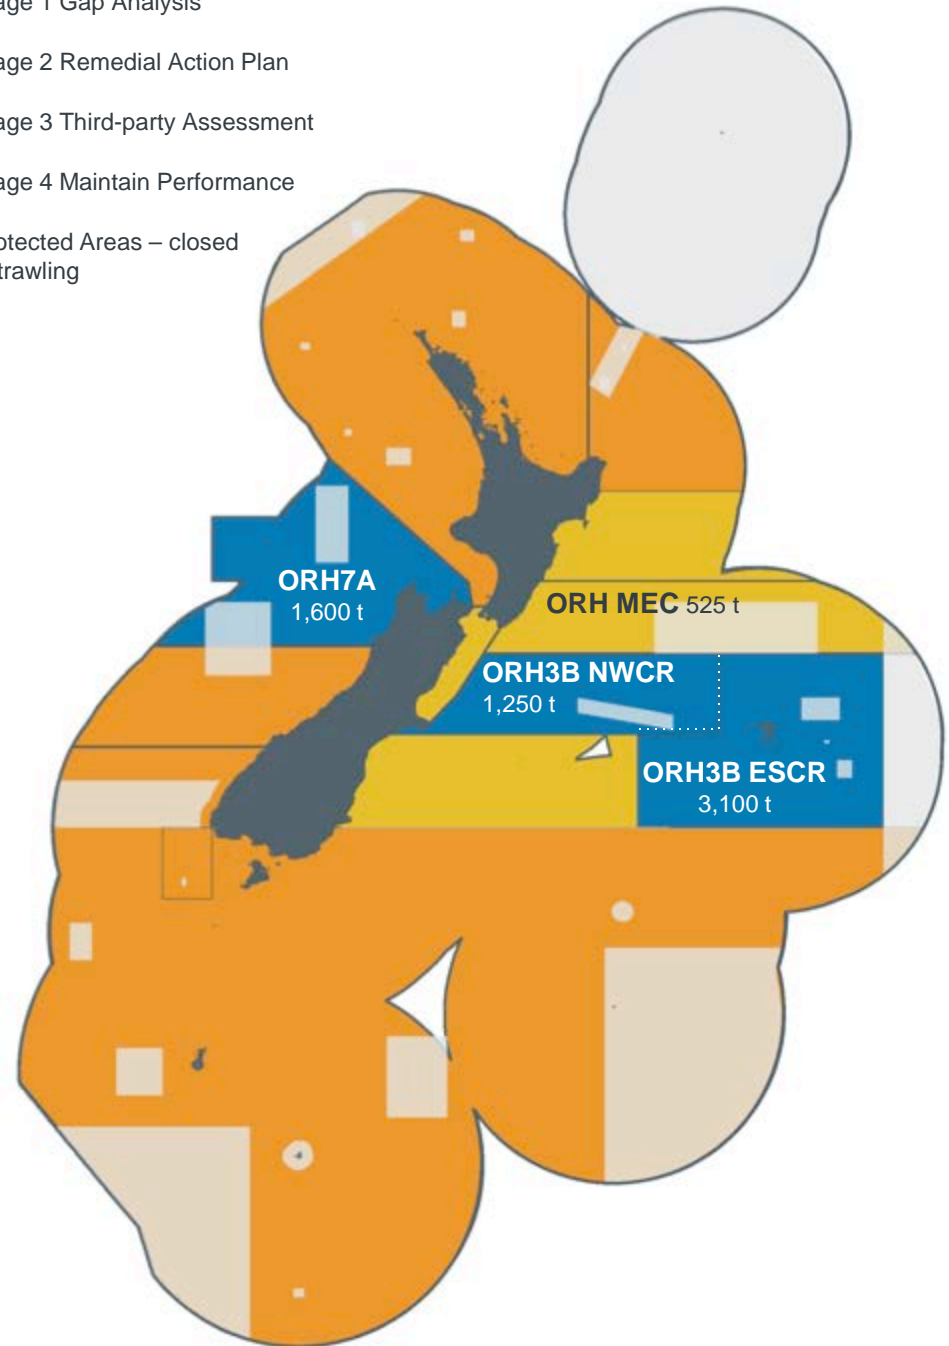 age 1 Gap Analysis
age 2 Remedial Action Plan
age 3 Third-party Assessment
age 4 Maintain Performance
otected Areas – closed
trawling
ORH7A
1,600 t
ORH MEC 525 t
ORH3B NWCR
1,250 t
ORH3B ESCR
3,100 t